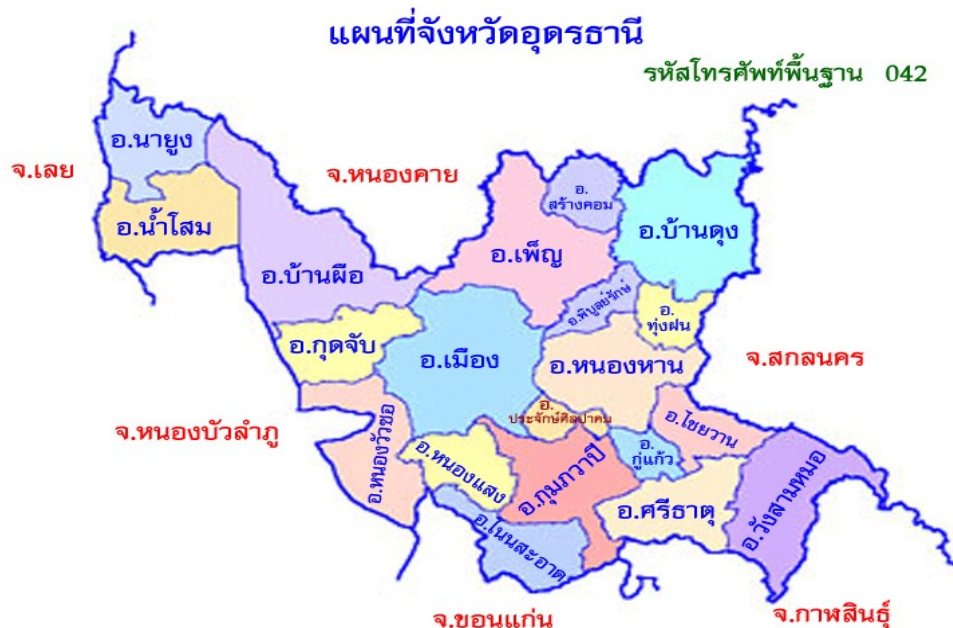 แผนที่จังหวัดอุดรธานี
รหัสโทรศัพท์พื้นฐาน 042
อ.นายูง
จ.เลย
จ.หนองคาย
อ.
สร้างคอม
อ.น้ำโสม
อ.บ้านดุง
อ.เพ็ญ
อ.บ้านผือ
อ.พิบูลย์รักษ์
อ.
ทุ่งฝน
อ.กุดจับ
อ.เมือง
อ.หนองหาน
จ.สกลนคร
อ.
ประจักษ์ศิลปาคม
อ.ไชยวาน
จ.หนองบัวลำภู
อ.หนองวัวซอ
อ.หนองแสง
อ.กุมภวาปี
อ.
กู่แก้ว
อ.วังสามหมอ
อ.ศรีธาตุ
อ.โนนสะอาด
จ.ขอนแก่น
จ.กาฬสินธุ์